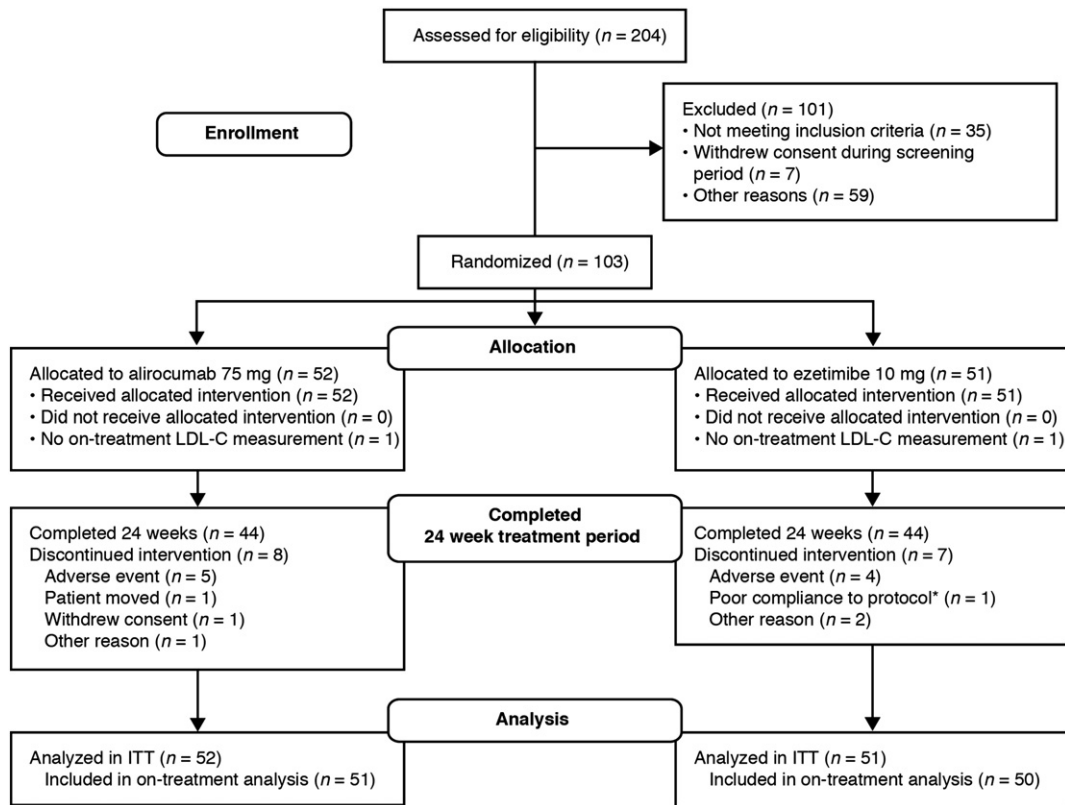 Assessed for eligibility (n = 204)
Enrollment
Excluded (n = 101)
• Not meeting inclusion criteria (n = 35)
• Withdrew consent during screening
period (n = 7)
• Other reasons (n = 59)
Randomized (n = 103)
Allocation
Allocated to alirocumab 75 mg (n = 52)
• Received allocated intervention (n = 52)
• Did not receive allocated intervention (n = 0)
• No on-treatment LDL-C measurement (n = 1)
Allocated to ezetimibe 10 mg (n = 51)
• Received allocated intervention (n = 51)
• Did not receive allocated intervention (n = 0)
• No on-treatment LDL-C measurement (n = 1)
Completed
24 week treatment period
Completed 24 weeks (n = 44)
Discontinued intervention (n = 8)
Adverse event (n = 5)
Patient moved (n = 1)
Withdrew consent (n = 1)
Other reason (n = 1)
Completed 24 weeks (n = 44)
Discontinued intervention (n = 7)
Adverse event (n = 4)
Poor compliance to protocol* (n = 1)
Other reason (n = 2)
Analysis
Analyzed in ITT (n = 52)
Included in on-treatment analysis (n = 51)
Analyzed in ITT (n = 51)
Included in on-treatment analysis (n = 50)